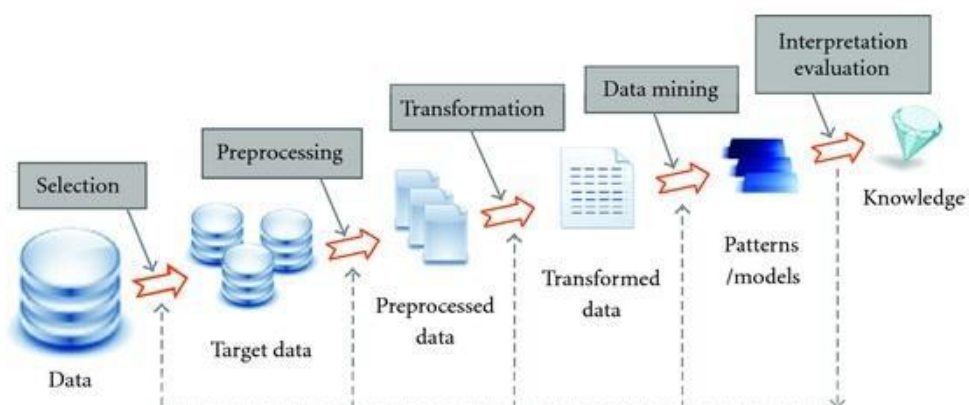 Interpretation
evaluation
Data mining
Transformation
Preprocessing
Selection
Knowledge
Patterns
/models
Transformed
data
Preprocessed
data
Target data
Data